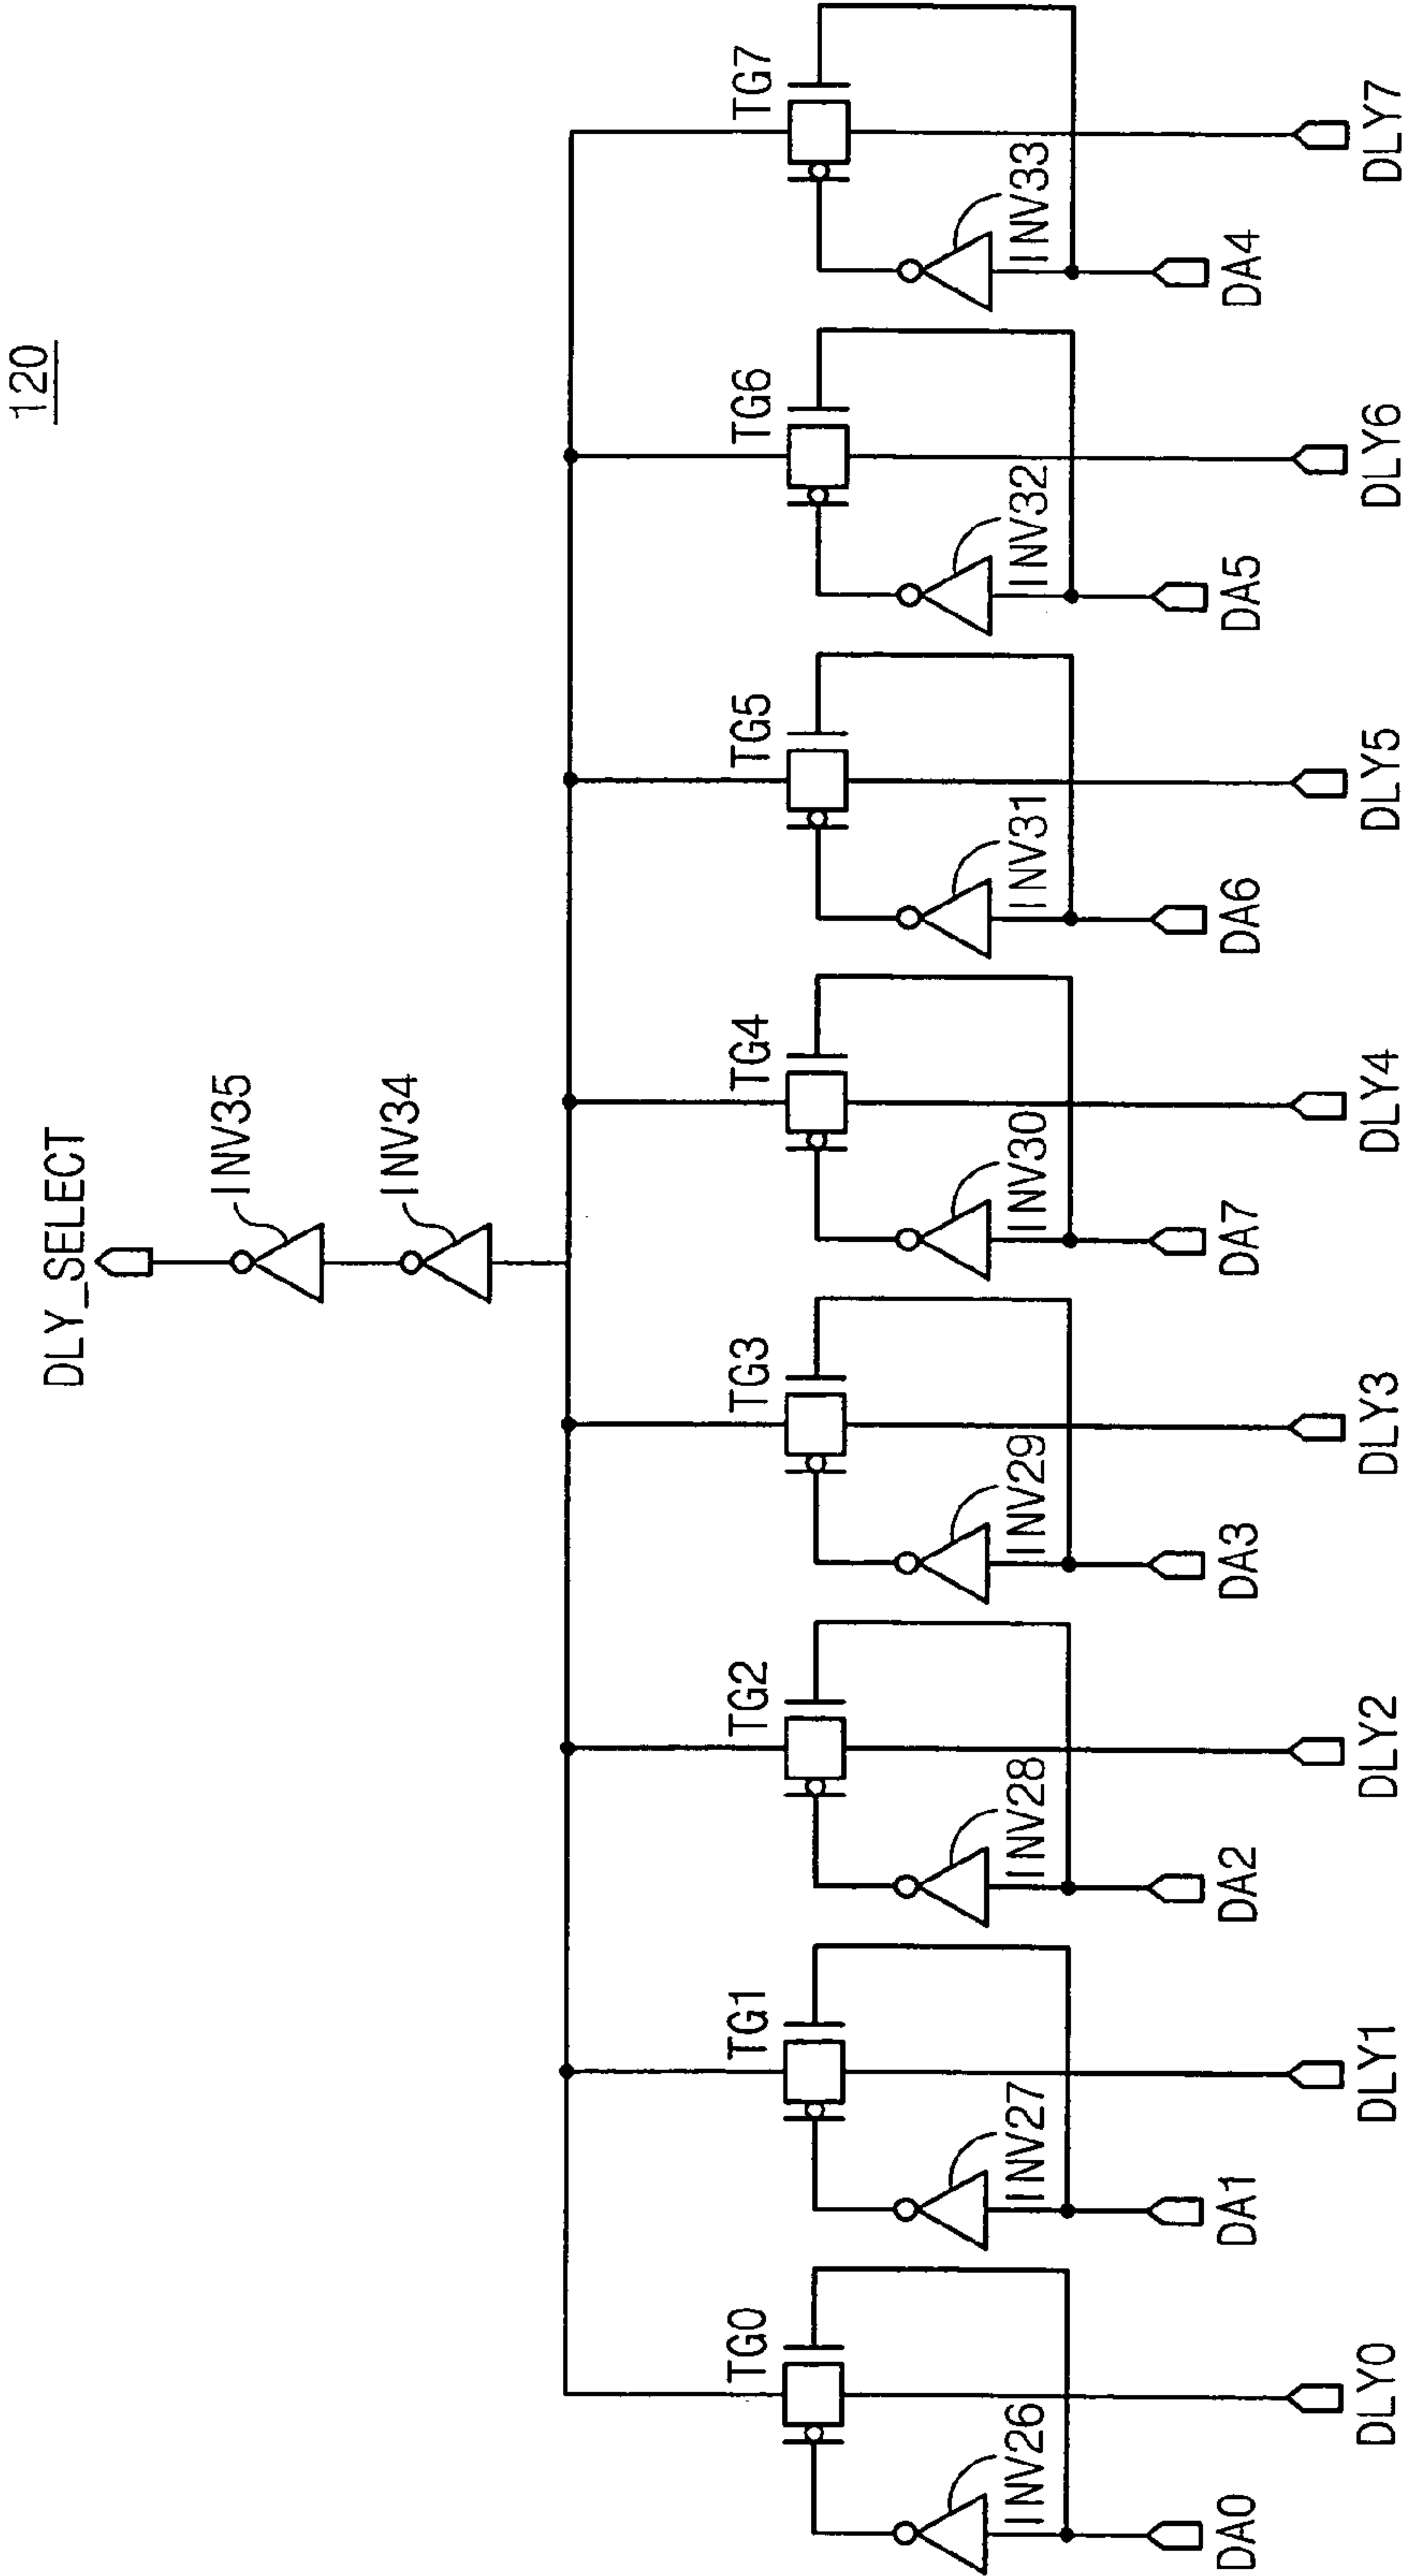 120
DLY_SELECT
INV35
INV34
TG0
TG1
TG2
TG3
TG4
TG5
TG6
TG7
INV26
INV27
INV28
INV29
INV30
INV31
INV32
INV33
DA0
DA1
DA2
DA3
DA7
DA6
DA5
DA4
DLY0
DLY1
DLY2
DLY3
DLY4
DLY5
DLY6
DLY7